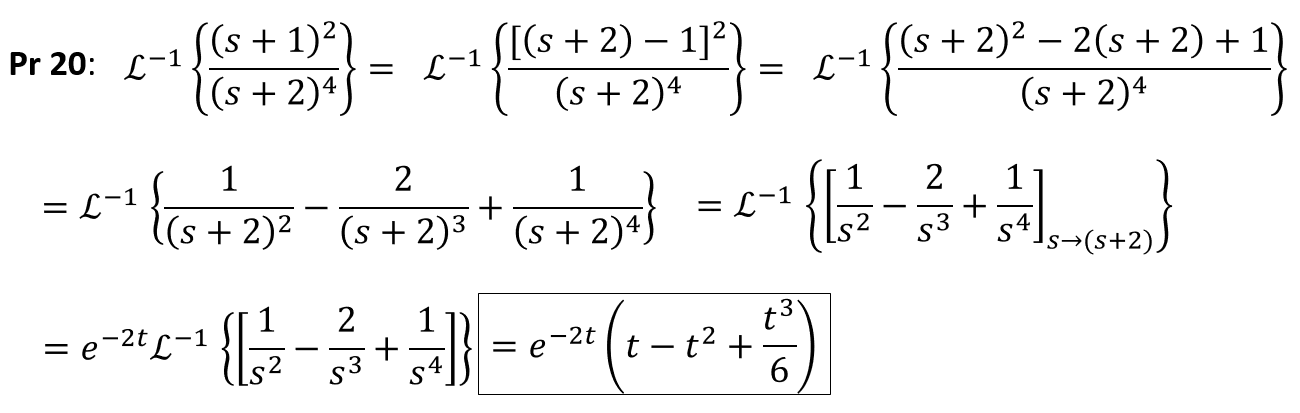 Pr 20: ℒ⁻¹ {(s + 1)² / (s + 2)⁴} = ℒ⁻¹ {[(s + 2) − 1]² / (s + 2)⁴} = ℒ⁻¹ {((s + 2)² − 2(s + 2) + 1) / (s + 2)⁴}
= ℒ⁻¹ {1 / (s + 2)² − 2 / (s + 2)³ + 1 / (s + 2)⁴} = ℒ⁻¹ {[1 / s² − 2 / s³ + 1 / s⁴]ₛ→₍ₛ₊₂₎}
= e⁻²ᵗ ℒ⁻¹ {[1 / s² − 2 / s³ + 1 / s⁴]} = e⁻²ᵗ (t − t² + t³ / 6)